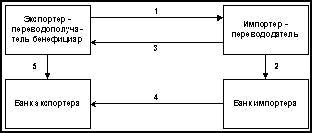 1
Экспортер -
переводополуча-
тель бенефициар
Импортер -
перевододатель
3
5
2
Банк экспортера
4
Банк импортера